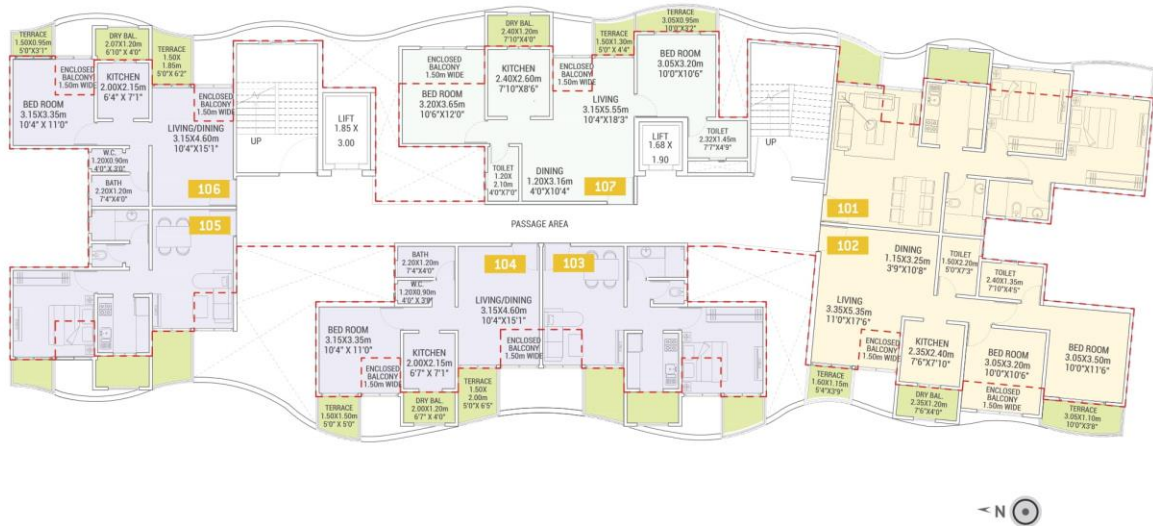 TERRACE
1.50X0.95m
5'0"X3'1"
DRY BAL.
2.07X1.20m
6'10" X 4'0"
TERRACE
1.50X
1.85m
5'0"X 6'2"
ENCLOSED
BALCONY
1.50m WIDE
KITCHEN
2.00X2.15m
6'4" X 7'1"
ENCLOSED
BALCONY
1.50m WIDE
BED ROOM
3.15X3.35m
10'4" X 11'0"
LIVING/DINING
3.15X4.60m
10'4"X15'1"
W.C.
1.20X0.90m
4'0"X 3'0"
BATH
2.20X1.20m
7'4"X4'0"
106
105
UP
LIFT
1.85 X
3.00
DRY BAL.
2.40X1.20m
7'10"X4'0"
TERRACE
1.50X1.30m
5'0"X 4'4"
TERRACE
3.05X0.95m
10'0"X3'2"
ENCLOSED
BALCONY
1.50m WIDE
KITCHEN
2.40X2.60m
7'10"X8'6"
ENCLOSED
BALCONY
1.50m WIDE
BED ROOM
3.05X3.20m
10'0"X10'6"
BED ROOM
3.20X3.65m
10'6"X12'0"
LIVING
3.15X5.55m
10'4"X18'3"
TOILET
1.20X
2.10m
4'0"X7'0"
DINING
1.20X3.16m
4'0"X10'4"
107
LIFT
1.68 X
1.90
TOILET
2.32X1.45m
7'7"X4'9"
UP
101
PASSAGE AREA
102
DINING
1.15X3.25m
3'9"X10'8"
TOILET
1.50X2.20m
5'0"X7'3"
TOILET
2.40X1.35m
7'10"X4'5"
LIVING
3.35X5.35m
11'0"X17'6"
ENCLOSED
BALCONY
1.50m WIDE
KITCHEN
2.35X2.40m
7'6"X7'10"
BED ROOM
3.05X3.20m
10'0"X10'6"
BED ROOM
3.05X3.50m
10'0"X11'6"
ENCLOSED
BALCONY
1.50m WIDE
TERRACE
1.60X1.15m
5'4"X3'9"
DRY BAL.
2.35X1.20m
7'6"X4'0"
TERRACE
3.05X1.10m
10'0"X3'8"
BATH
2.20X1.20m
7'4"X4'0"
W.C.
1.20X0.90m
4'0" X 3'9"
104
103
LIVING/DINING
3.15X4.60m
10'4"X15'1"
BED ROOM
3.15X3.35m
10'4" X 11'0"
ENCLOSED
BALCONY
1.50m WIDE
KITCHEN
2.00X2.15m
6'7" X 7'1"
ENCLOSED
BALCONY
1.50m WIDE
TERRACE
1.50X1.50m
5'0" X 5'0"
DRY BAL.
2.00X1.20m
6'7" X 4'0"
TERRACE
1.50X
2.00m
5'0"X 6'5"
N